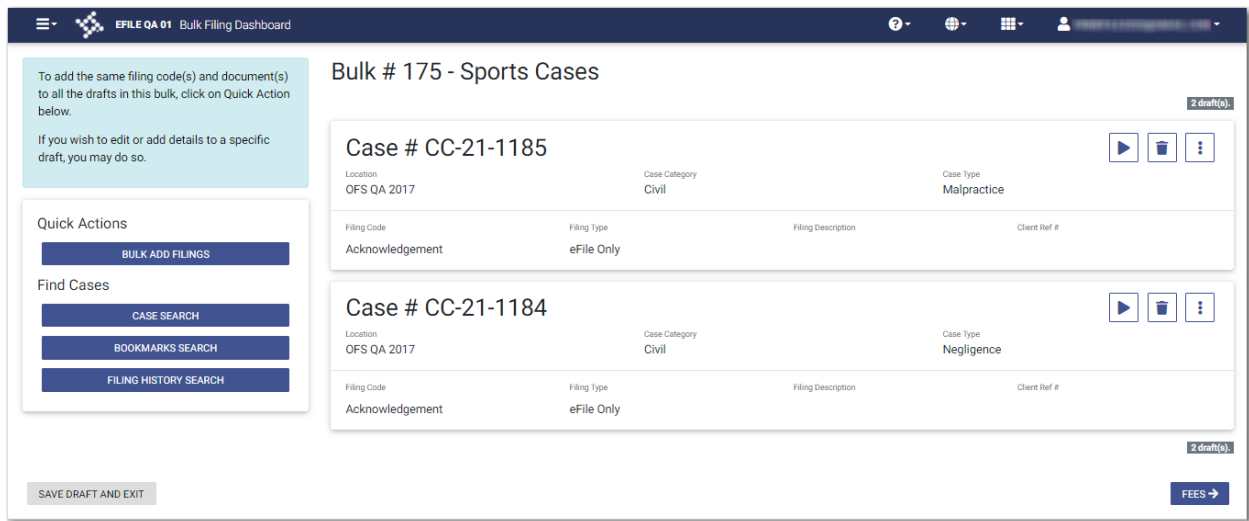 EFILE QA 01 Bulk Filing Dashboard
To add the same filing code(s) and document(s)
to all the drafts in this bulk, click on Quick Action
below.
If you wish to edit or add details to a specific
draft, you may do so.
Quick Actions
BULK ADD FILINGS
Find Cases
CASE SEARCH
BOOKMARKS SEARCH
FILING HISTORY SEARCH
Bulk # 175 - Sports Cases
2 draft(s).
Case # CC-21-1185
Location Case Category Case Type
OFS QA 2017 Civil Malpractice
Filing Code Filing Type Filing Description Client Ref #
Acknowledgement eFile Only
Case # CC-21-1184
Location Case Category Case Type
OFS QA 2017 Civil Negligence
Filing Code Filing Type Filing Description Client Ref #
Acknowledgement eFile Only
2 draft(s).
SAVE DRAFT AND EXIT
FEES